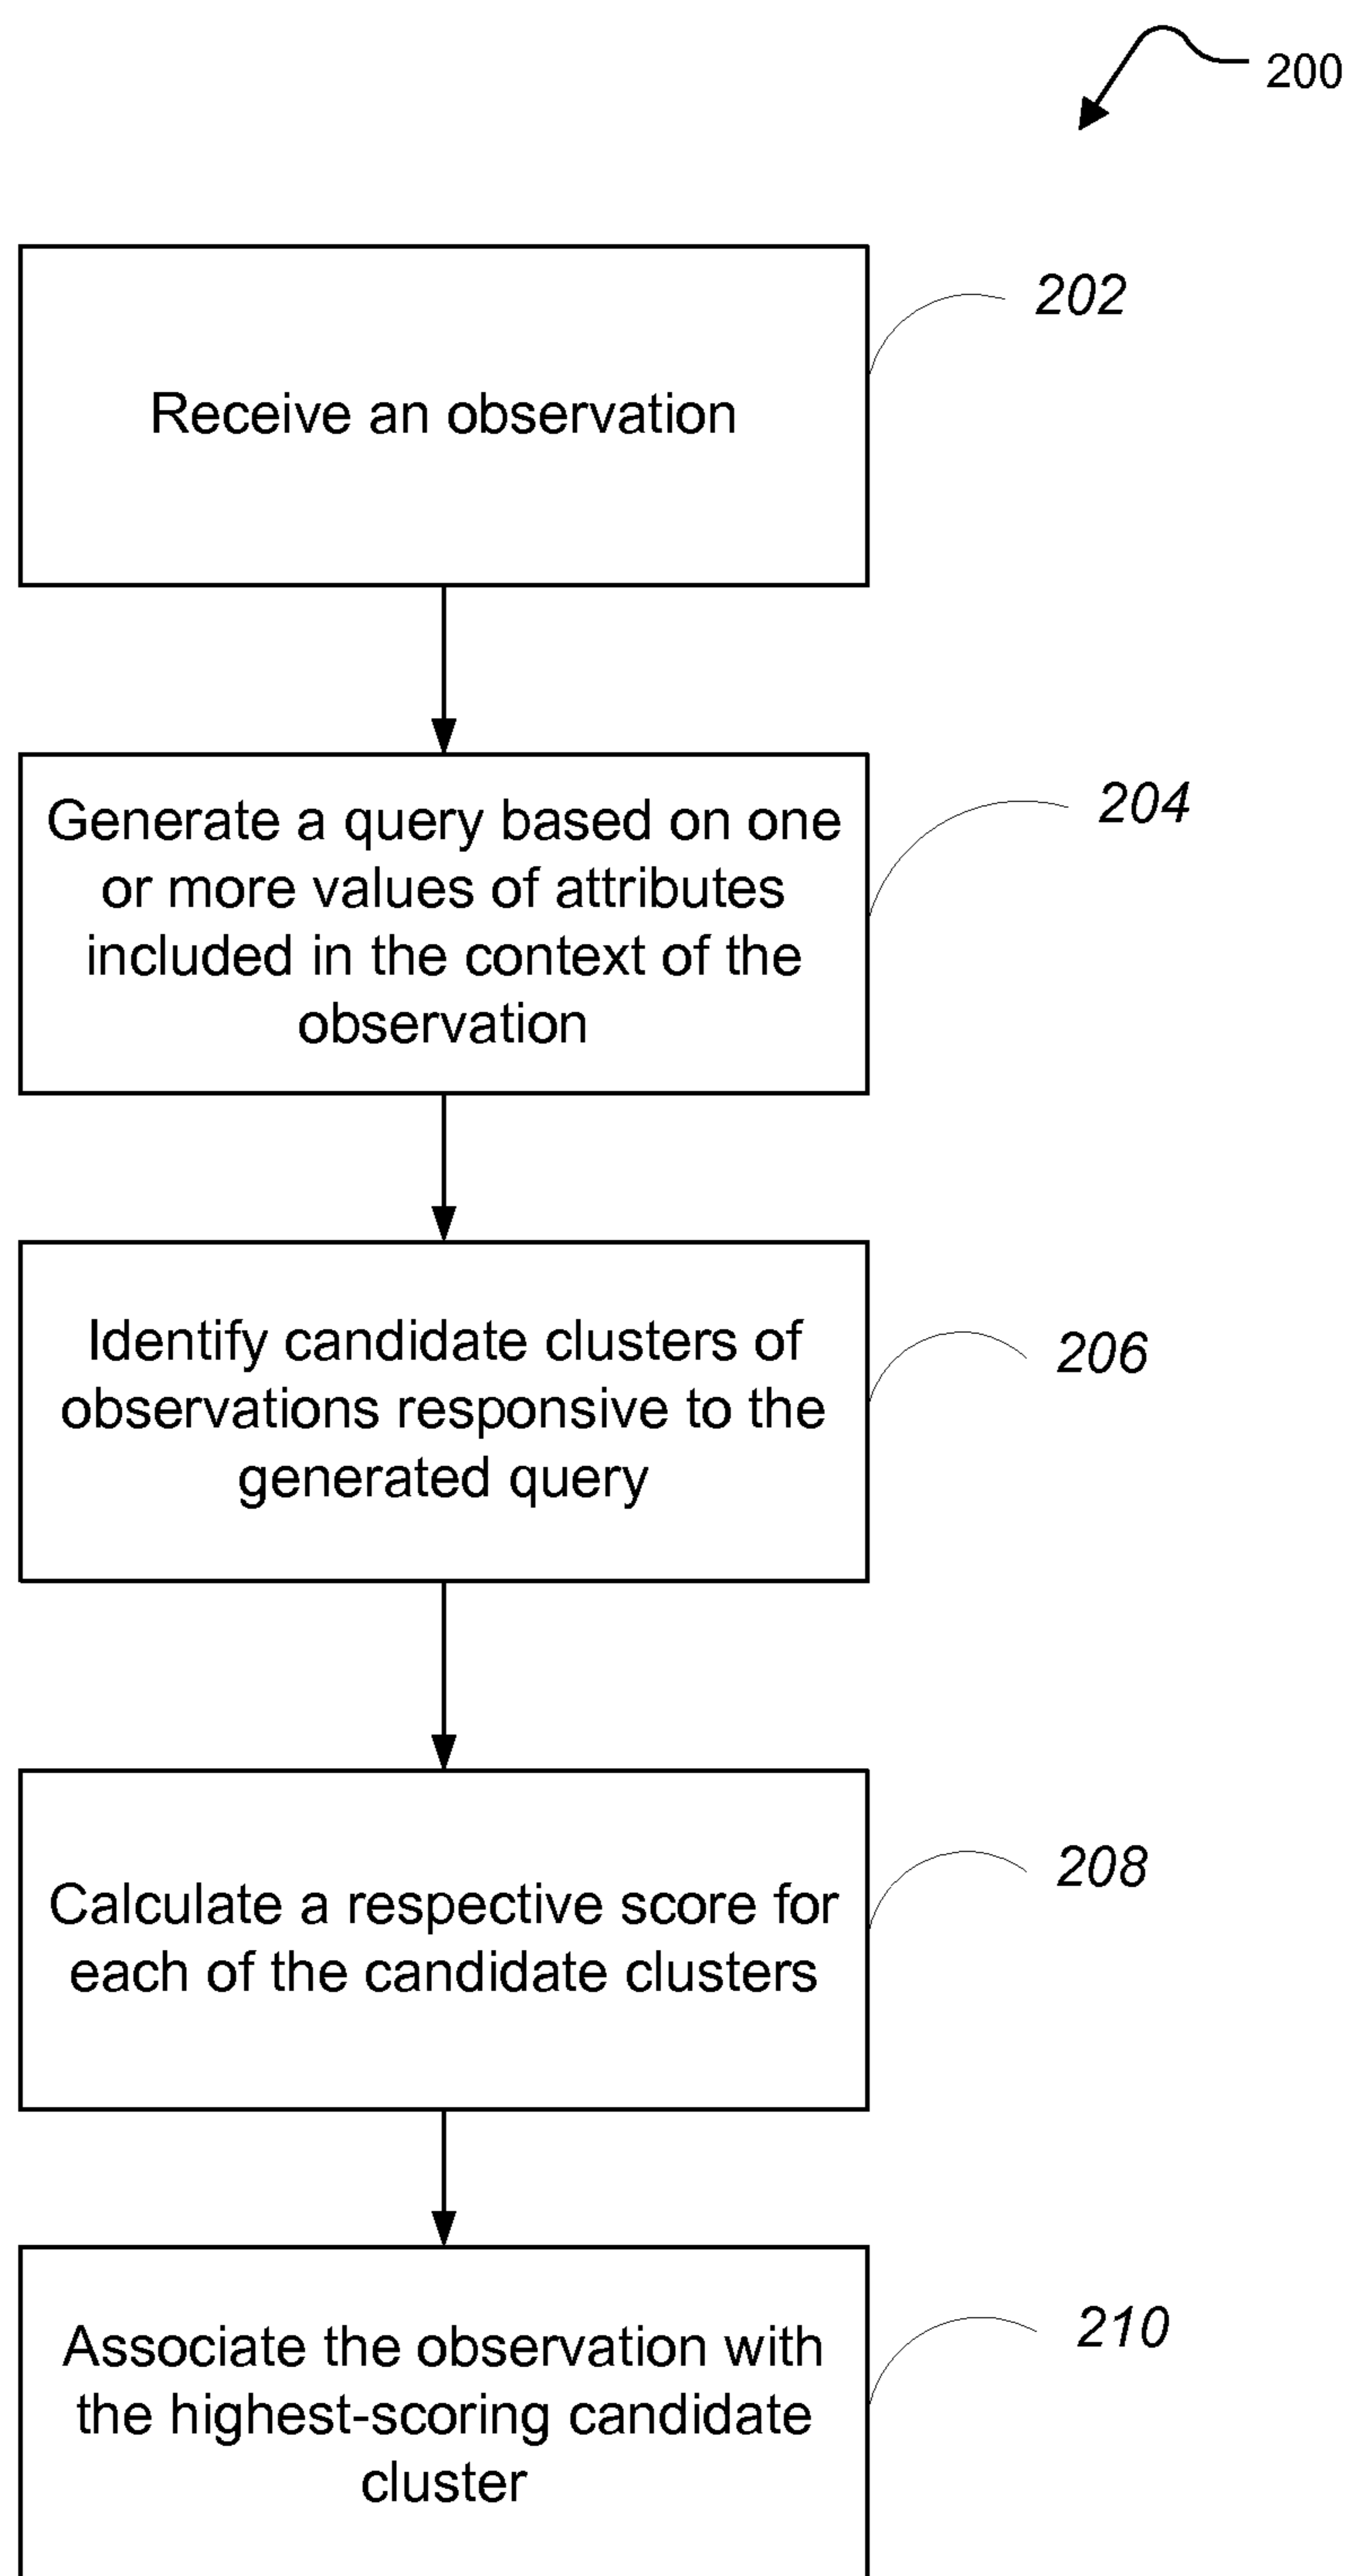 200
202
Receive an observation
204
Generate a query based on one
or more values of attributes
included in the context of the
observation
206
Identify candidate clusters of
observations responsive to the
generated query
208
Calculate a respective score for
each of the candidate clusters
210
Associate the observation with
the highest-scoring candidate
cluster